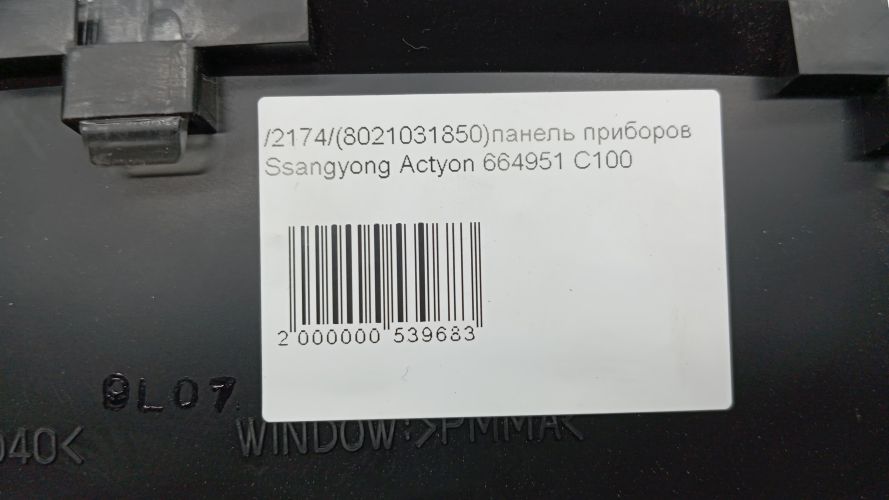 /2174/(8021031850)панель приборов
Ssangyong Actyon 664951 C100
2 000000 539683
9L07
040<
WINDOW:>PMMA<